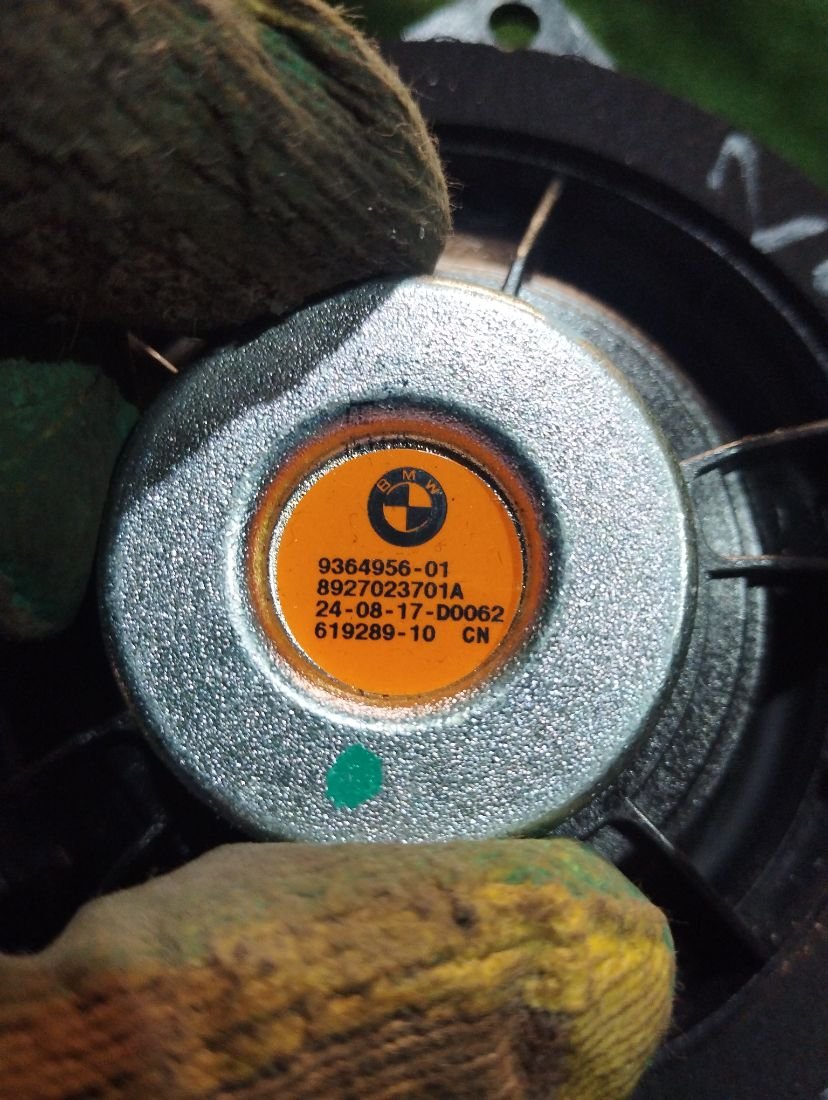 BMW
9364956-01
8927023701A
24-08-17-D0062
619289-10 CN